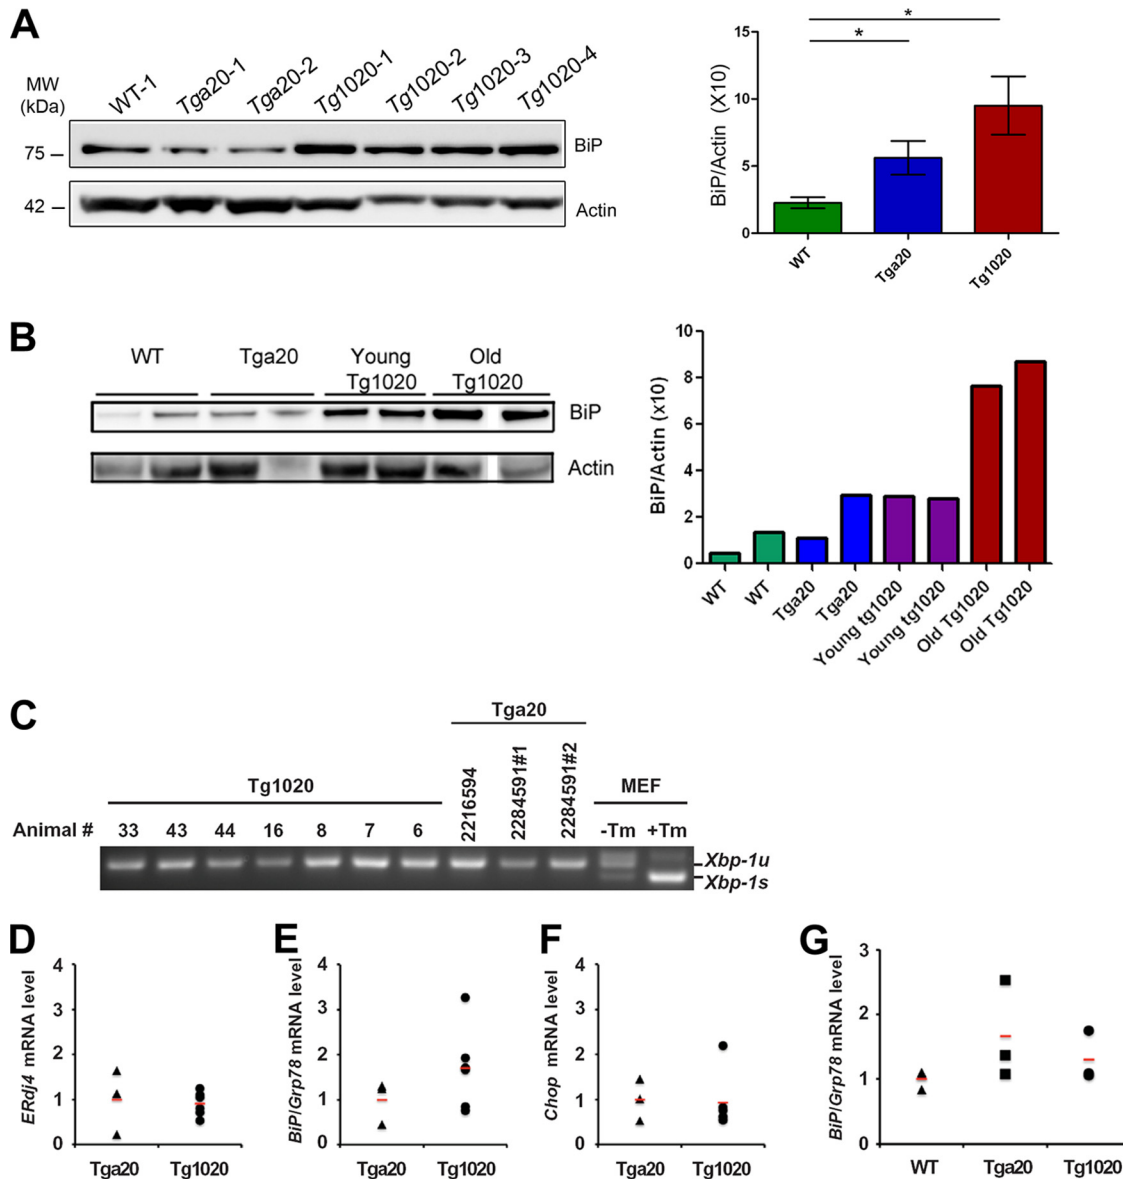 A
MW
(kDa)
WT-1
Tga20-1
Tga20-2
Tg1020-1
Tg1020-2
Tg1020-3
Tg1020-4
75
BiP
42
Actin
BiP/Actin (X10)
15
10
5
0
*
*
WT
Tga20
Tg1020
B
WT
Tga20
Young
Tg1020
Old
Tg1020
BiP
Actin
BiP/Actin (x10)
10
8
6
4
2
0
WT
WT
Tga20
Tga20
Young tg1020
Young tg1020
Old Tg1020
Old Tg1020
C
Tga20
Tg1020
MEF
Animal #
33
43
44
16
8
7
6
2216594
2284591#1
2284591#2
-Tm
+Tm
Xbp-1u
Xbp-1s
D
ERdj4 mRNA level
4
3
2
1
0
Tga20
Tg1020
E
BiP/Grp78 mRNA level
4
3
2
1
0
Tga20
Tg1020
F
Chop mRNA level
4
3
2
1
0
Tga20
Tg1020
G
BiP/Grp78 mRNA level
3
2
1
0
WT
Tga20
Tg1020